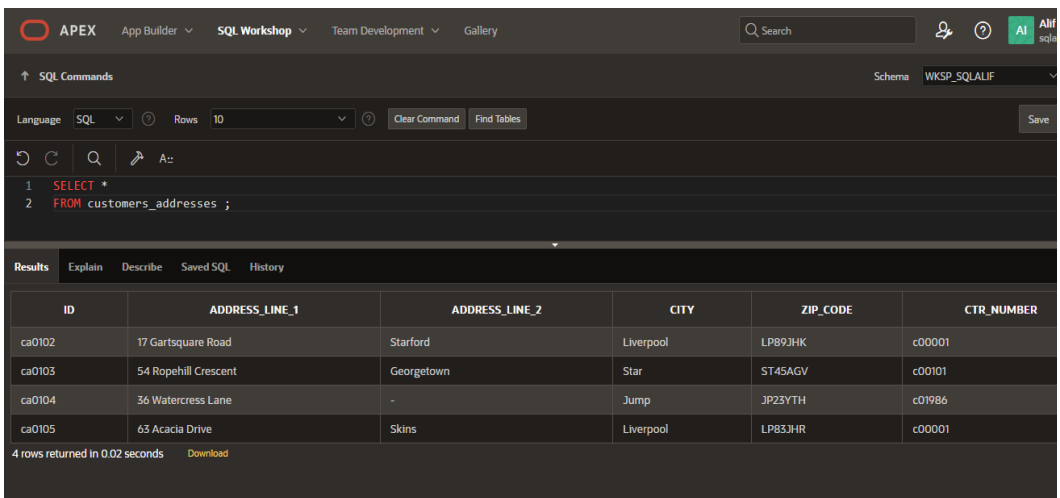 APEX App Builder SQL Workshop Team Development Gallery Search AI Alif
sqla
SQL Commands Schema WKSP_SQLALIF
Language SQL Rows 10 Clear Command Find Tables Save
A::
1 SELECT *
2 FROM customers_addresses ;
Results Explain Describe Saved SQL History
ID ADDRESS_LINE_1 ADDRESS_LINE_2 CITY ZIP_CODE CTR_NUMBER
ca0102 17 Gartsquare Road Starford Liverpool LP89JHK c00001
ca0103 54 Ropehill Crescent Georgetown Star ST45AGV c00101
ca0104 36 Watercress Lane - Jump JP23YTH c01986
ca0105 63 Acacia Drive Skins Liverpool LP83JHR c00001
4 rows returned in 0.02 seconds Download